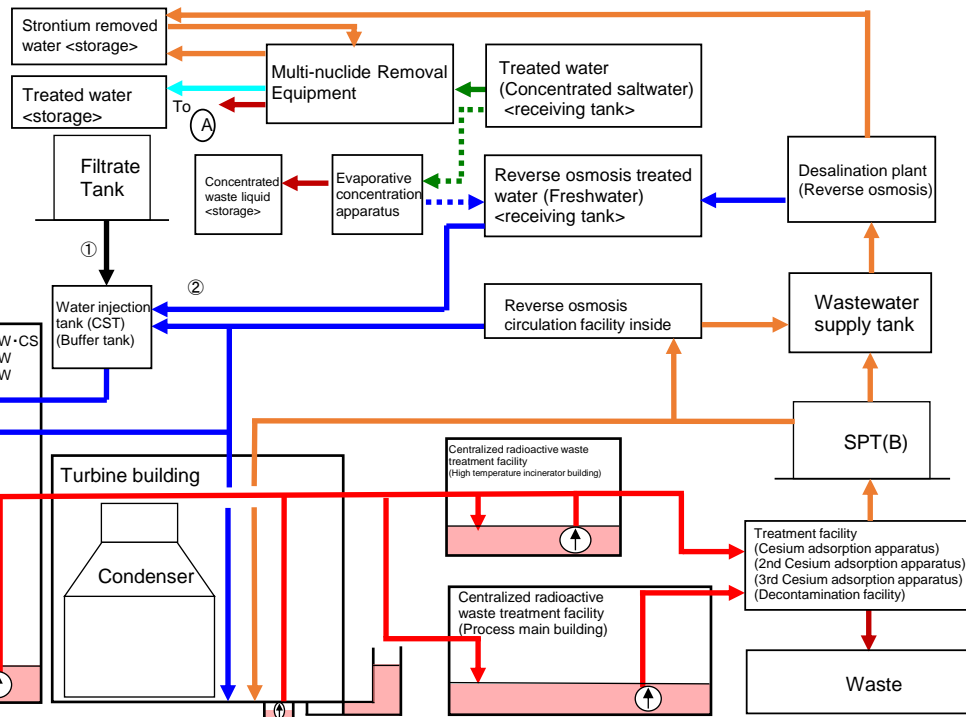 Strontium removed
water <storage>
Multi-nuclide Removal
Equipment
Treated water
(Concentrated saltwater)
<receiving tank>
Treated water
<storage>
To
A
Filtrate
Tank
Concentrated
waste liquid
<storage>
Evaporative
concentration
apparatus
Reverse osmosis treated
water (Freshwater)
<receiving tank>
Desalination plant
(Reverse osmosis)
①
②
Water injection
tank (CST)
(Buffer tank)
Reverse osmosis
circulation facility inside
Wastewater
supply tank
W・CS
W
W
SPT(B)
Turbine building
Centralized radioactive waste
treatment facility
(High temperature incinerator building)
Condenser
Treatment facility
(Cesium adsorption apparatus)
(2nd Cesium adsorption apparatus)
(3rd Cesium adsorption apparatus)
(Decontamination facility)
Centralized radioactive
waste treatment facility
(Process main building)
Waste